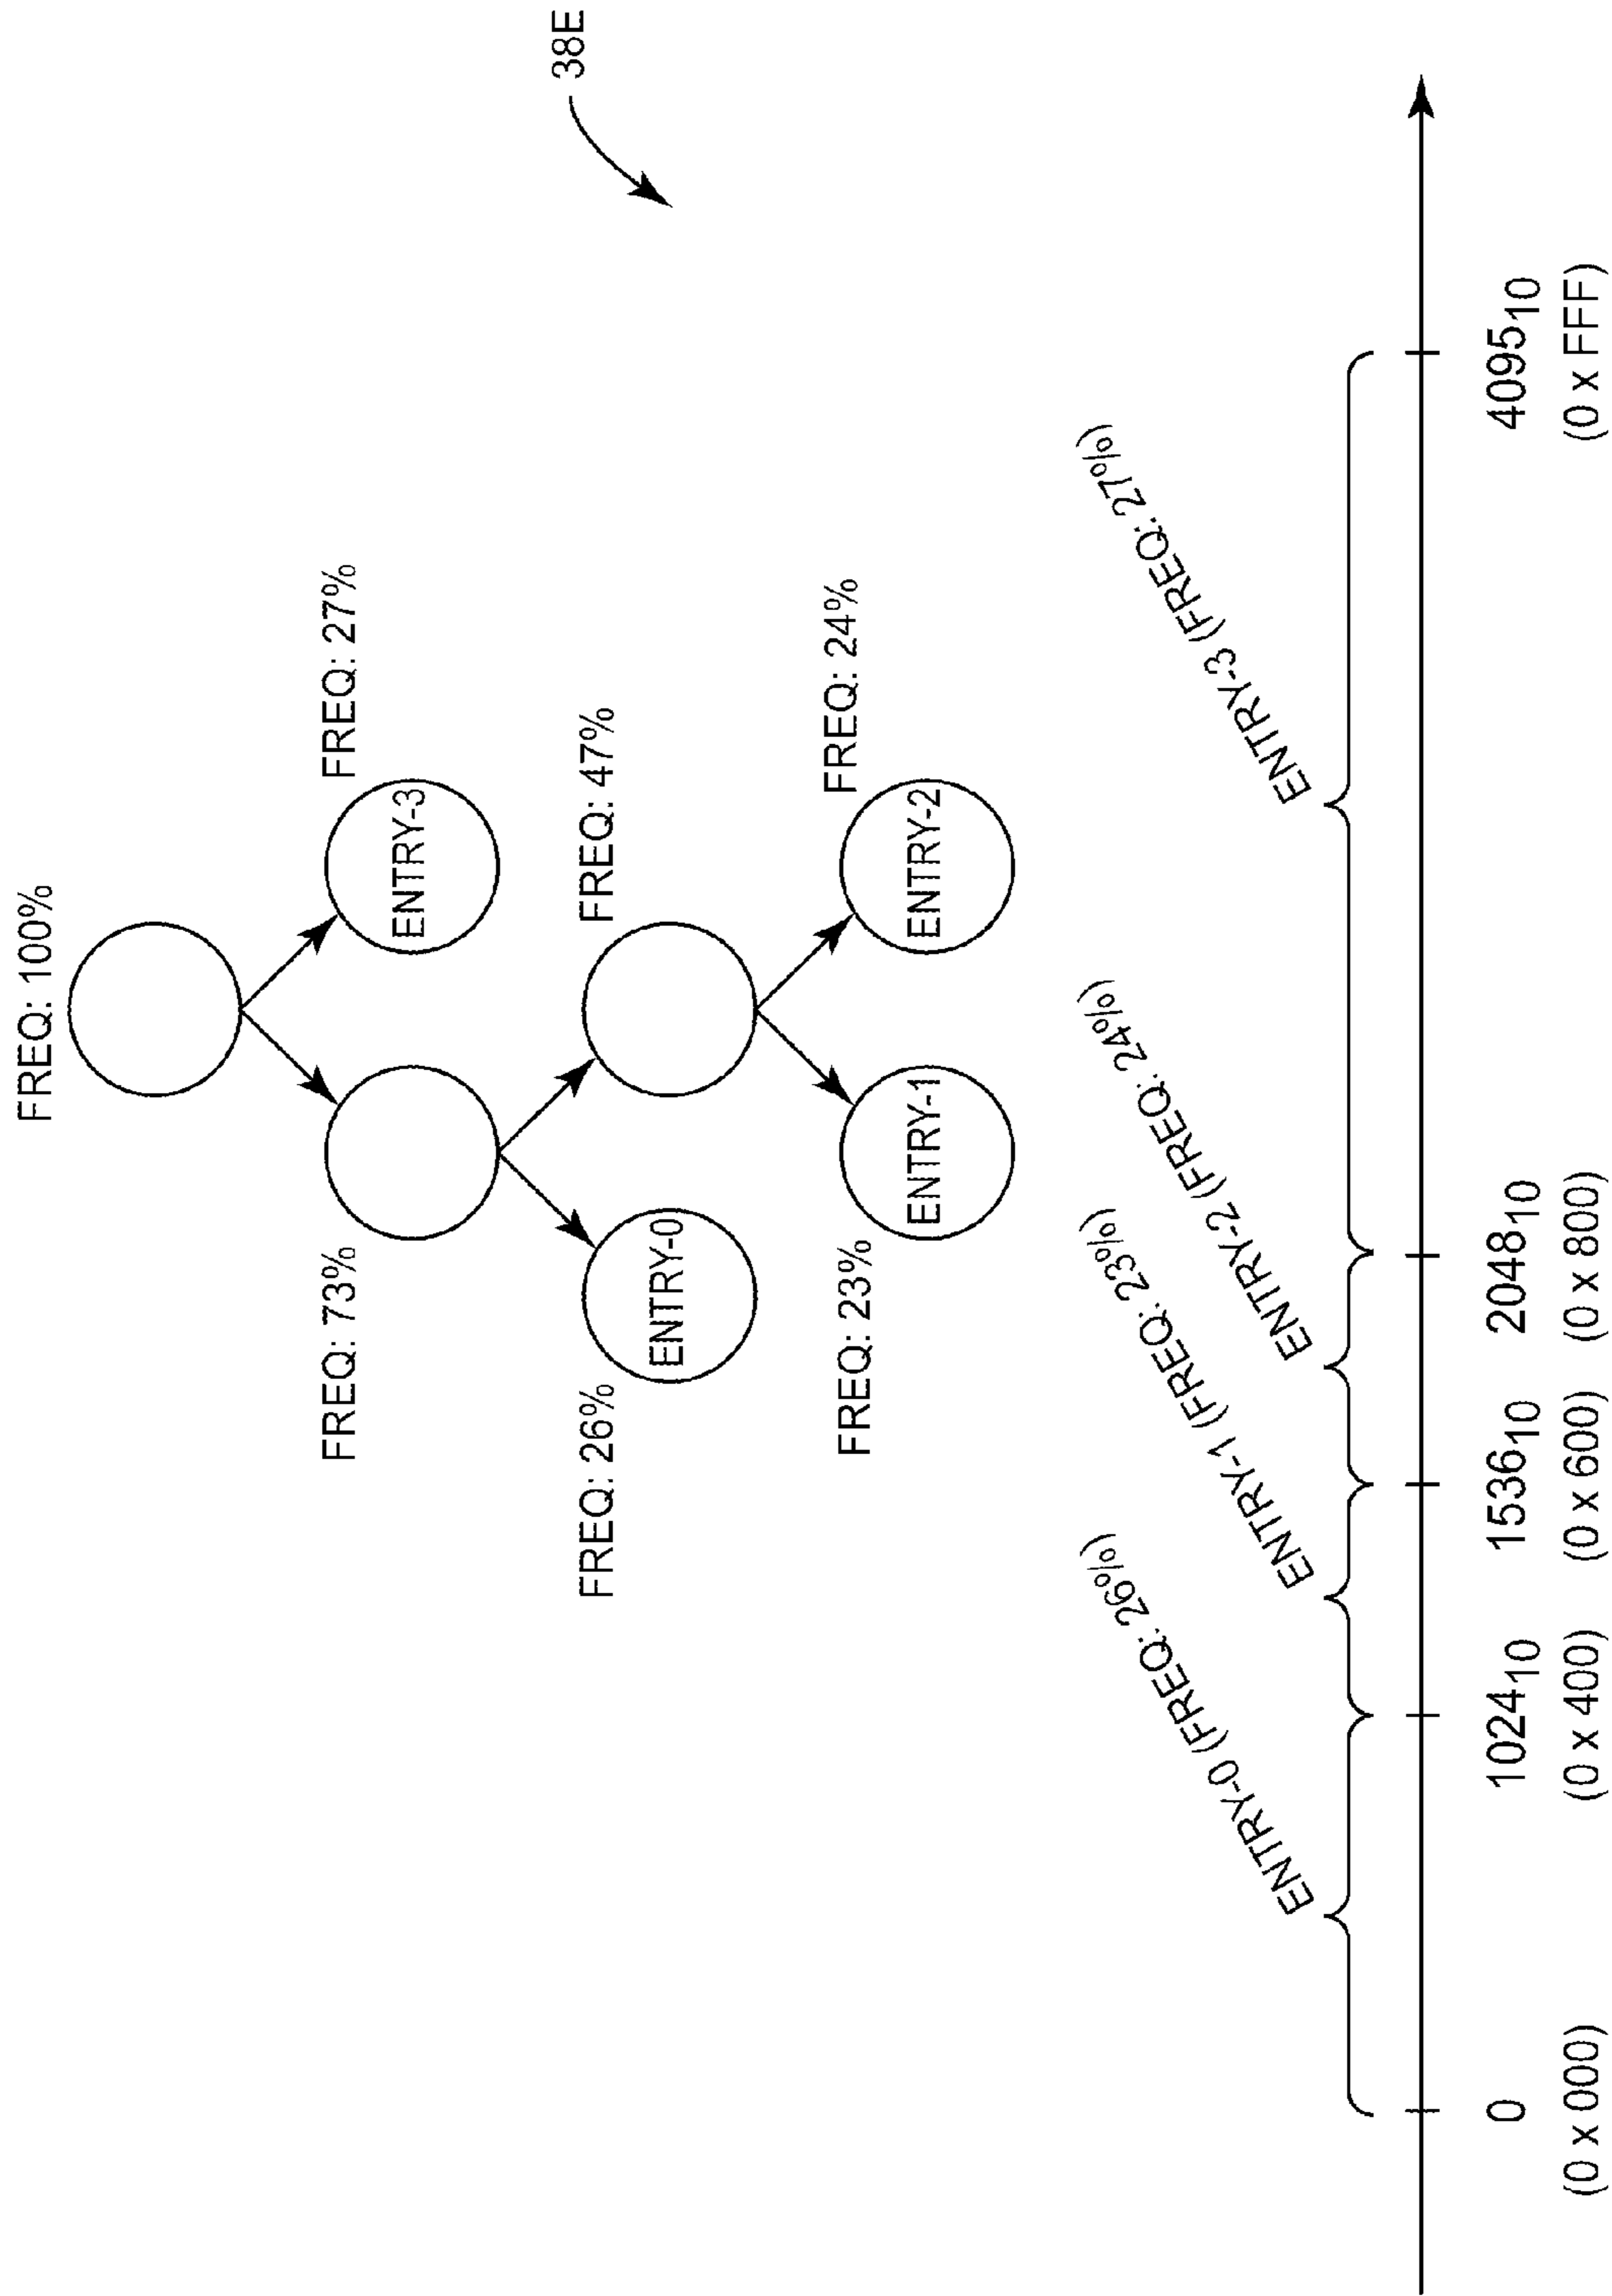 FREQ: 100%
FREQ: 73%
FREQ: 27%
ENTRY-3
38E
FREQ: 26%
FREQ: 47%
ENTRY-0
FREQ: 23%
FREQ: 24%
ENTRY-1
ENTRY-2
ENTRY-0 (FREQ: 26%)
ENTRY-1 (FREQ: 23%)
ENTRY-2 (FREQ: 24%)
ENTRY-3 (FREQ: 27%)
0 1024₁₀ 1536₁₀ 2048₁₀ 4095₁₀
(0 x 000) (0 x 400) (0 x 600) (0 x 800) (0 x FFF)